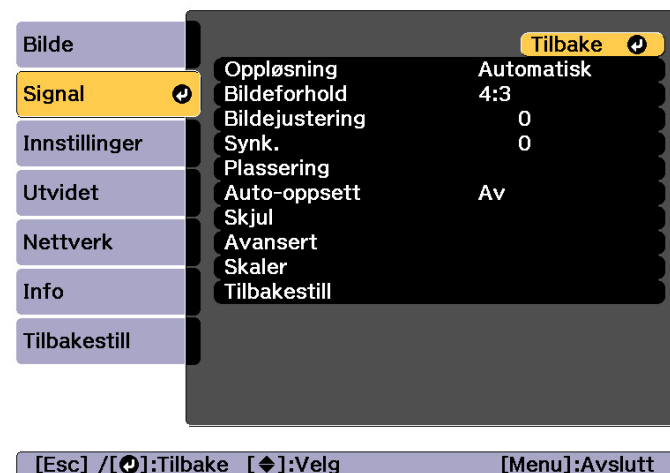 Bilde
Signal
Innstillinger
Utvidet
Nettverk
Info
Tilbakestill
Tilbake
Oppløsning Automatisk
Bildeforhold 4:3
Bildejustering 0
Synk. 0
Plassering
Auto-oppsett Av
Skjul
Avansert
Skaler
Tilbakestill
[Esc] /[⏎]:Tilbake [◆]:Velg [Menu]:Avslutt